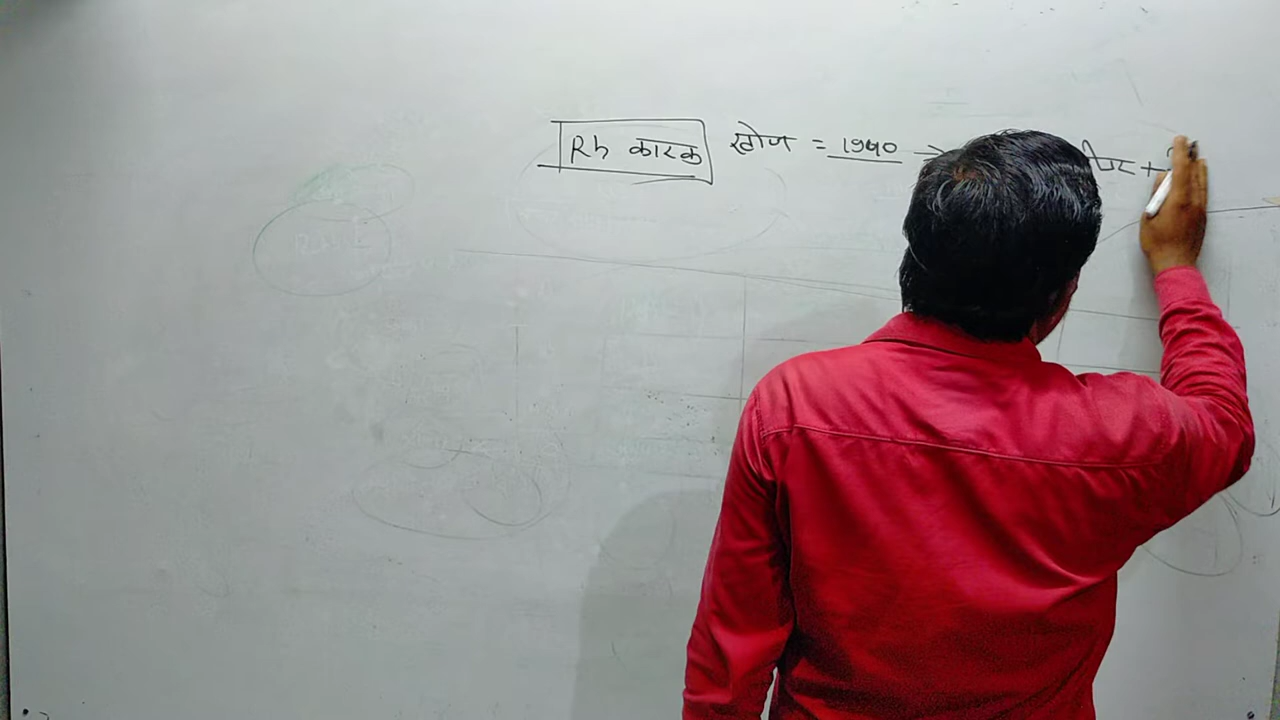 Rh कारक खोज = 1940 →